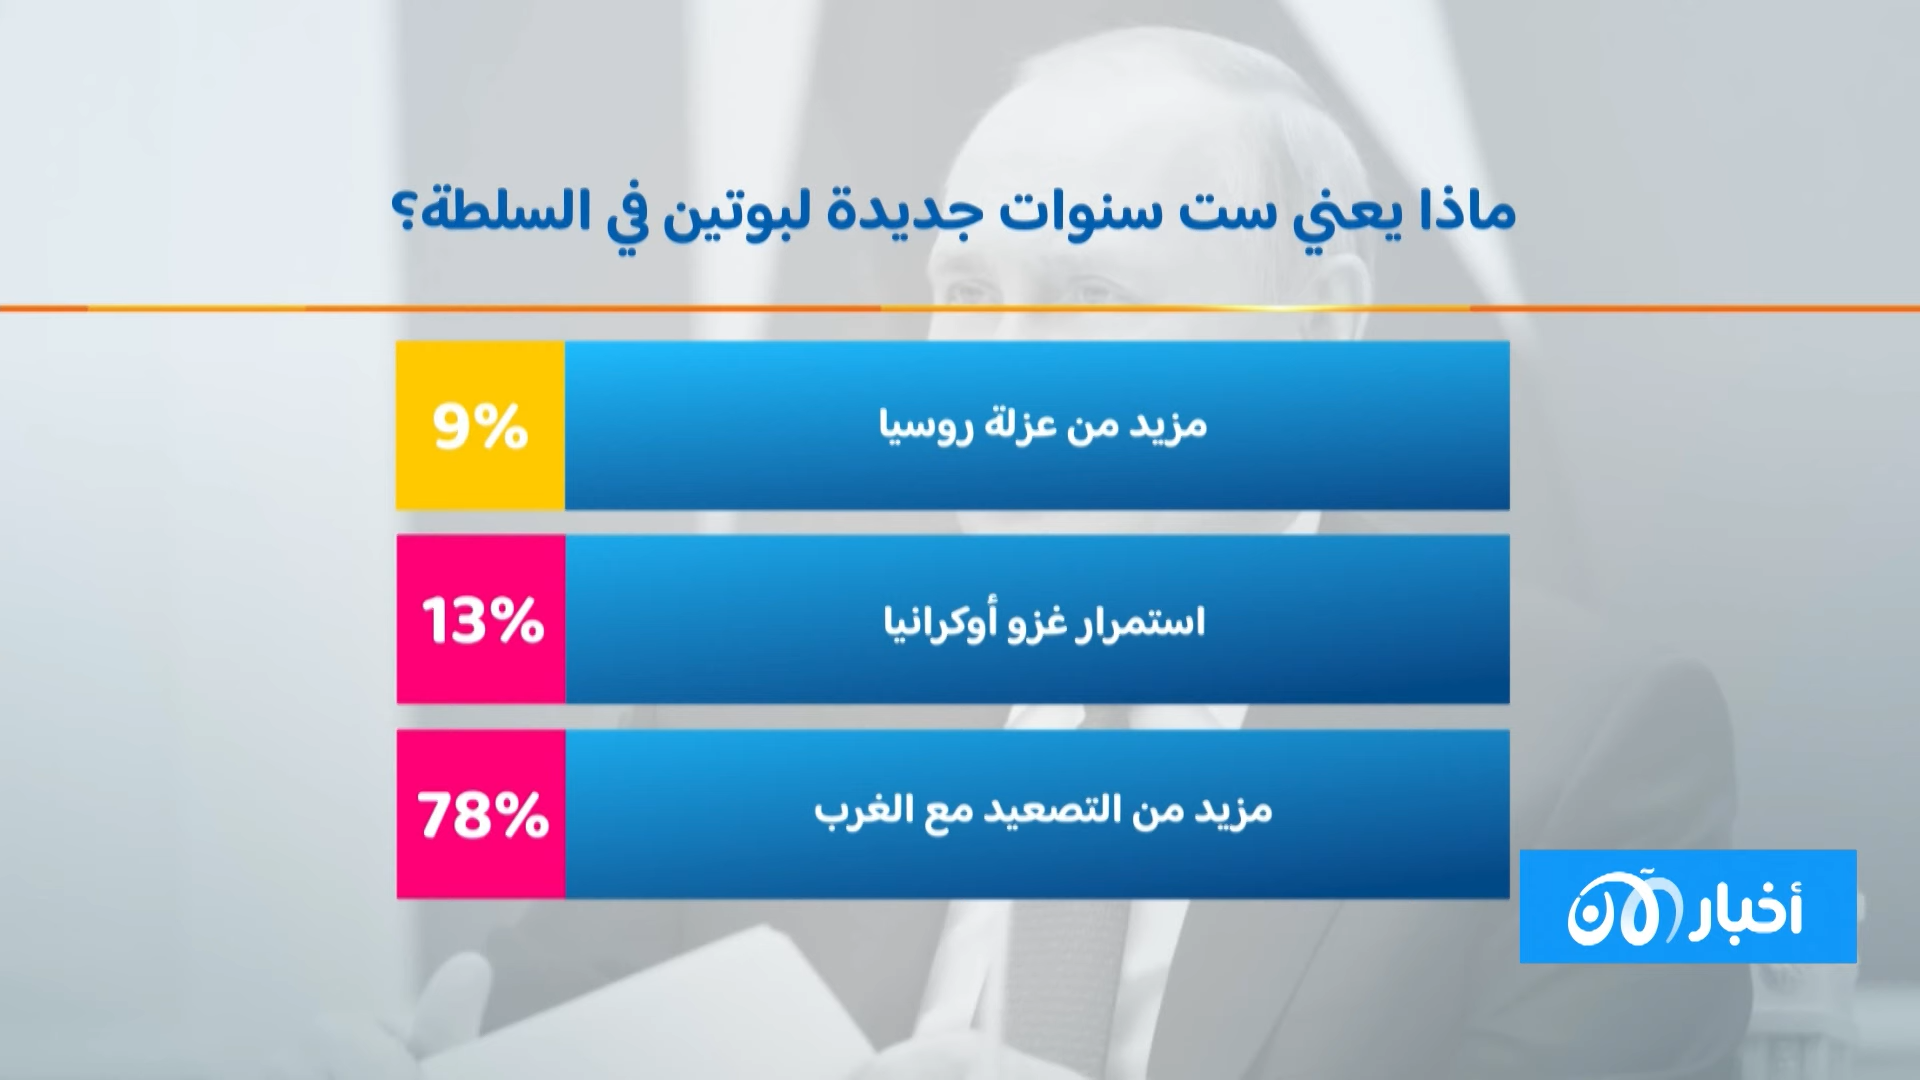 ماذا يعني ست سنوات جديدة لبوتين في السلطة؟
مزيد من عزلة روسيا 9%
استمرار غزو أوكرانيا 13%
مزيد من التصعيد مع الغرب 78%
أخبار الآن